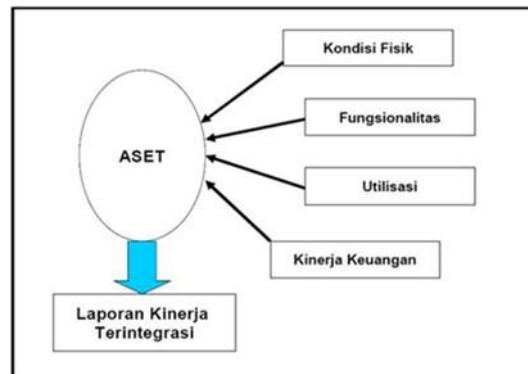 Kondisi Fisik
Fungsionalitas
ASET
Utilisasi
Kinerja Keuangan
Laporan Kinerja
Terintegrasi